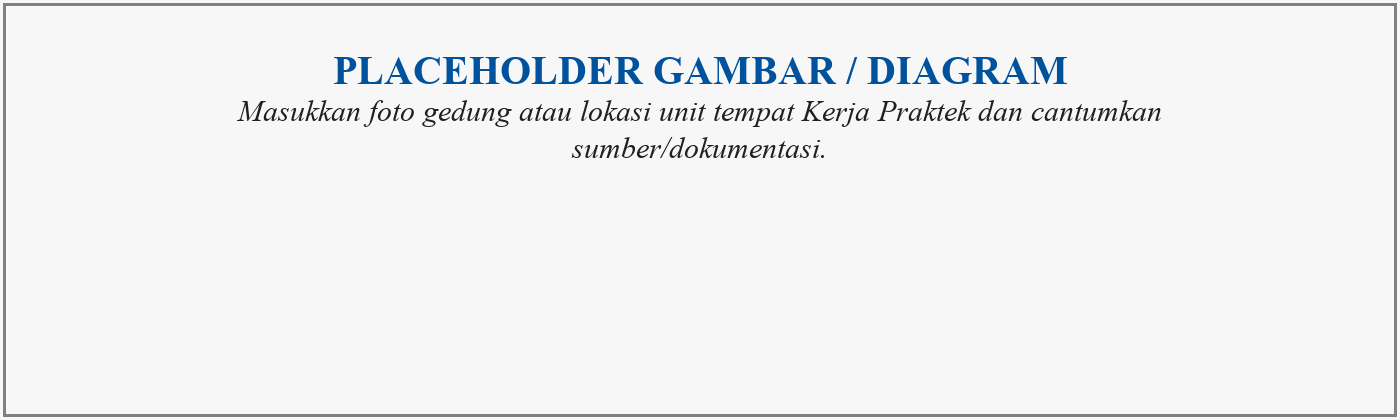 PLACEHOLDER GAMBAR / DIAGRAM
Masukkan foto gedung atau lokasi unit tempat Kerja Praktek dan cantumkan
sumber/dokumentasi.